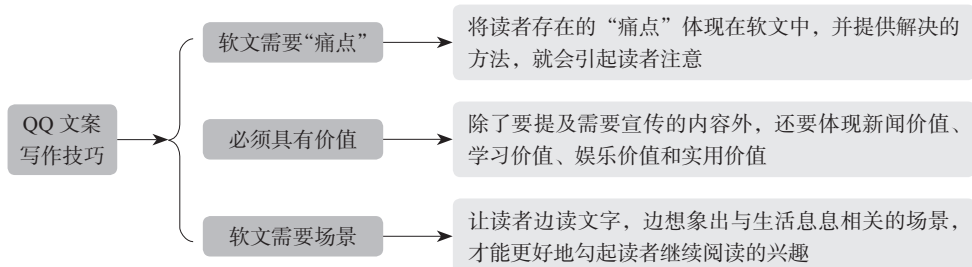 QQ 文案
写作技巧
软文需要“痛点”
将读者存在的“痛点”体现在软文中，并提供解决的
方法，就会引起读者注意
必须具有价值
除了要提及需要宣传的内容外，还要体现新闻价值、
学习价值、娱乐价值和实用价值
软文需要场景
让读者边读文字，边想象出与生活息息相关的场景，
才能更好地勾起读者继续阅读的兴趣